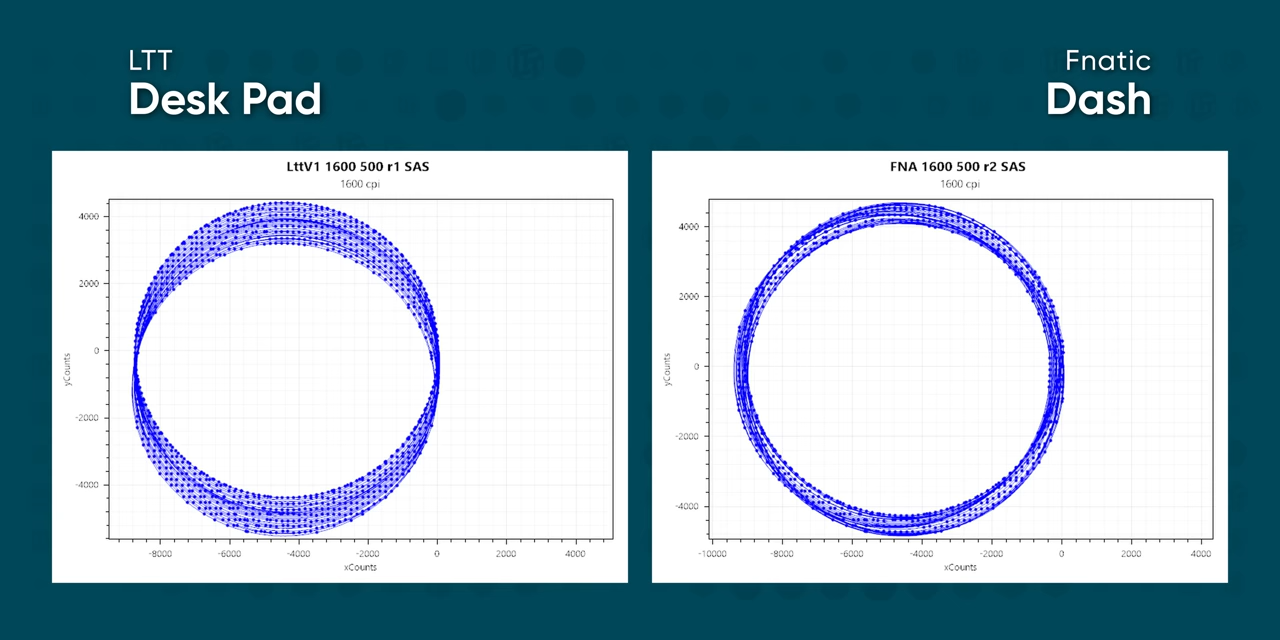 LTT
Desk Pad
Fnatic
Dash
LttV1 1600 500 r1 SAS
1600 cpi
4000
2000
0
-2000
-4000
yCounts
-8000 -6000 -4000 -2000 0 2000 4000
xCounts
FNA 1600 500 r2 SAS
1600 cpi
4000
2000
0
-2000
-4000
yCounts
-10000 -8000 -6000 -4000 -2000 0 2000 4000
xCounts